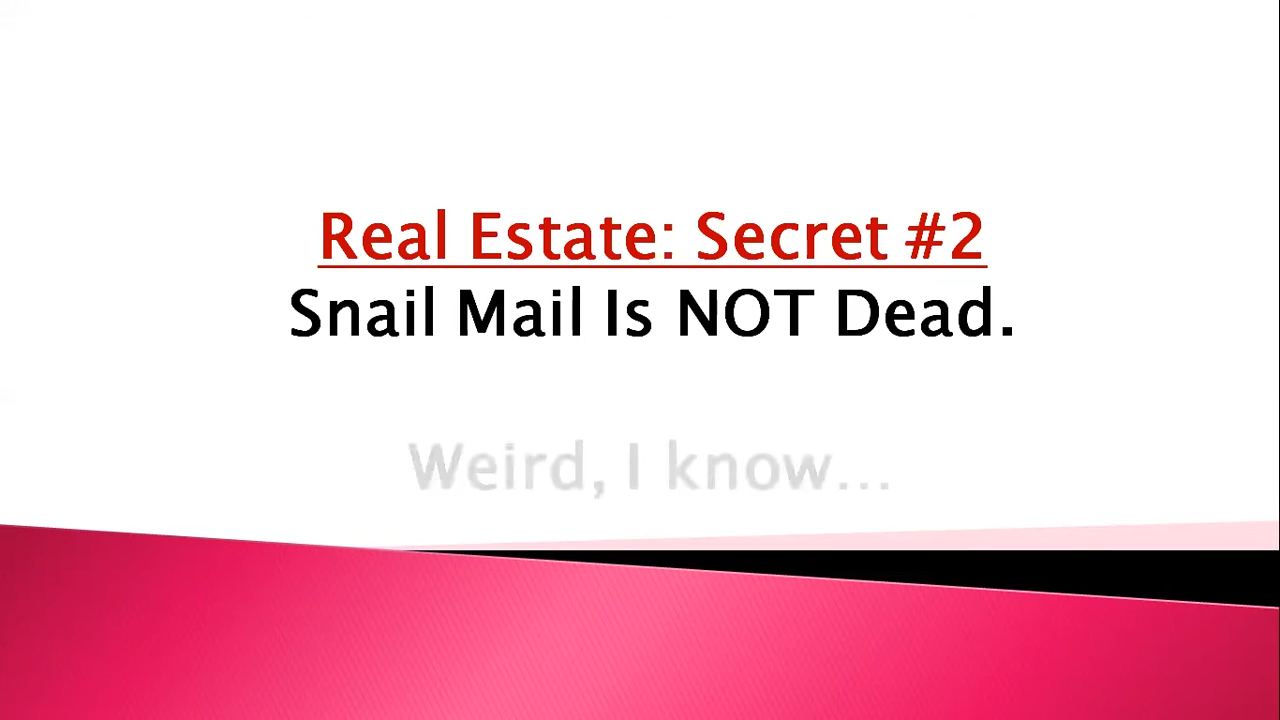 Real Estate: Secret #2
Snail Mail Is NOT Dead.
Weird, I know...